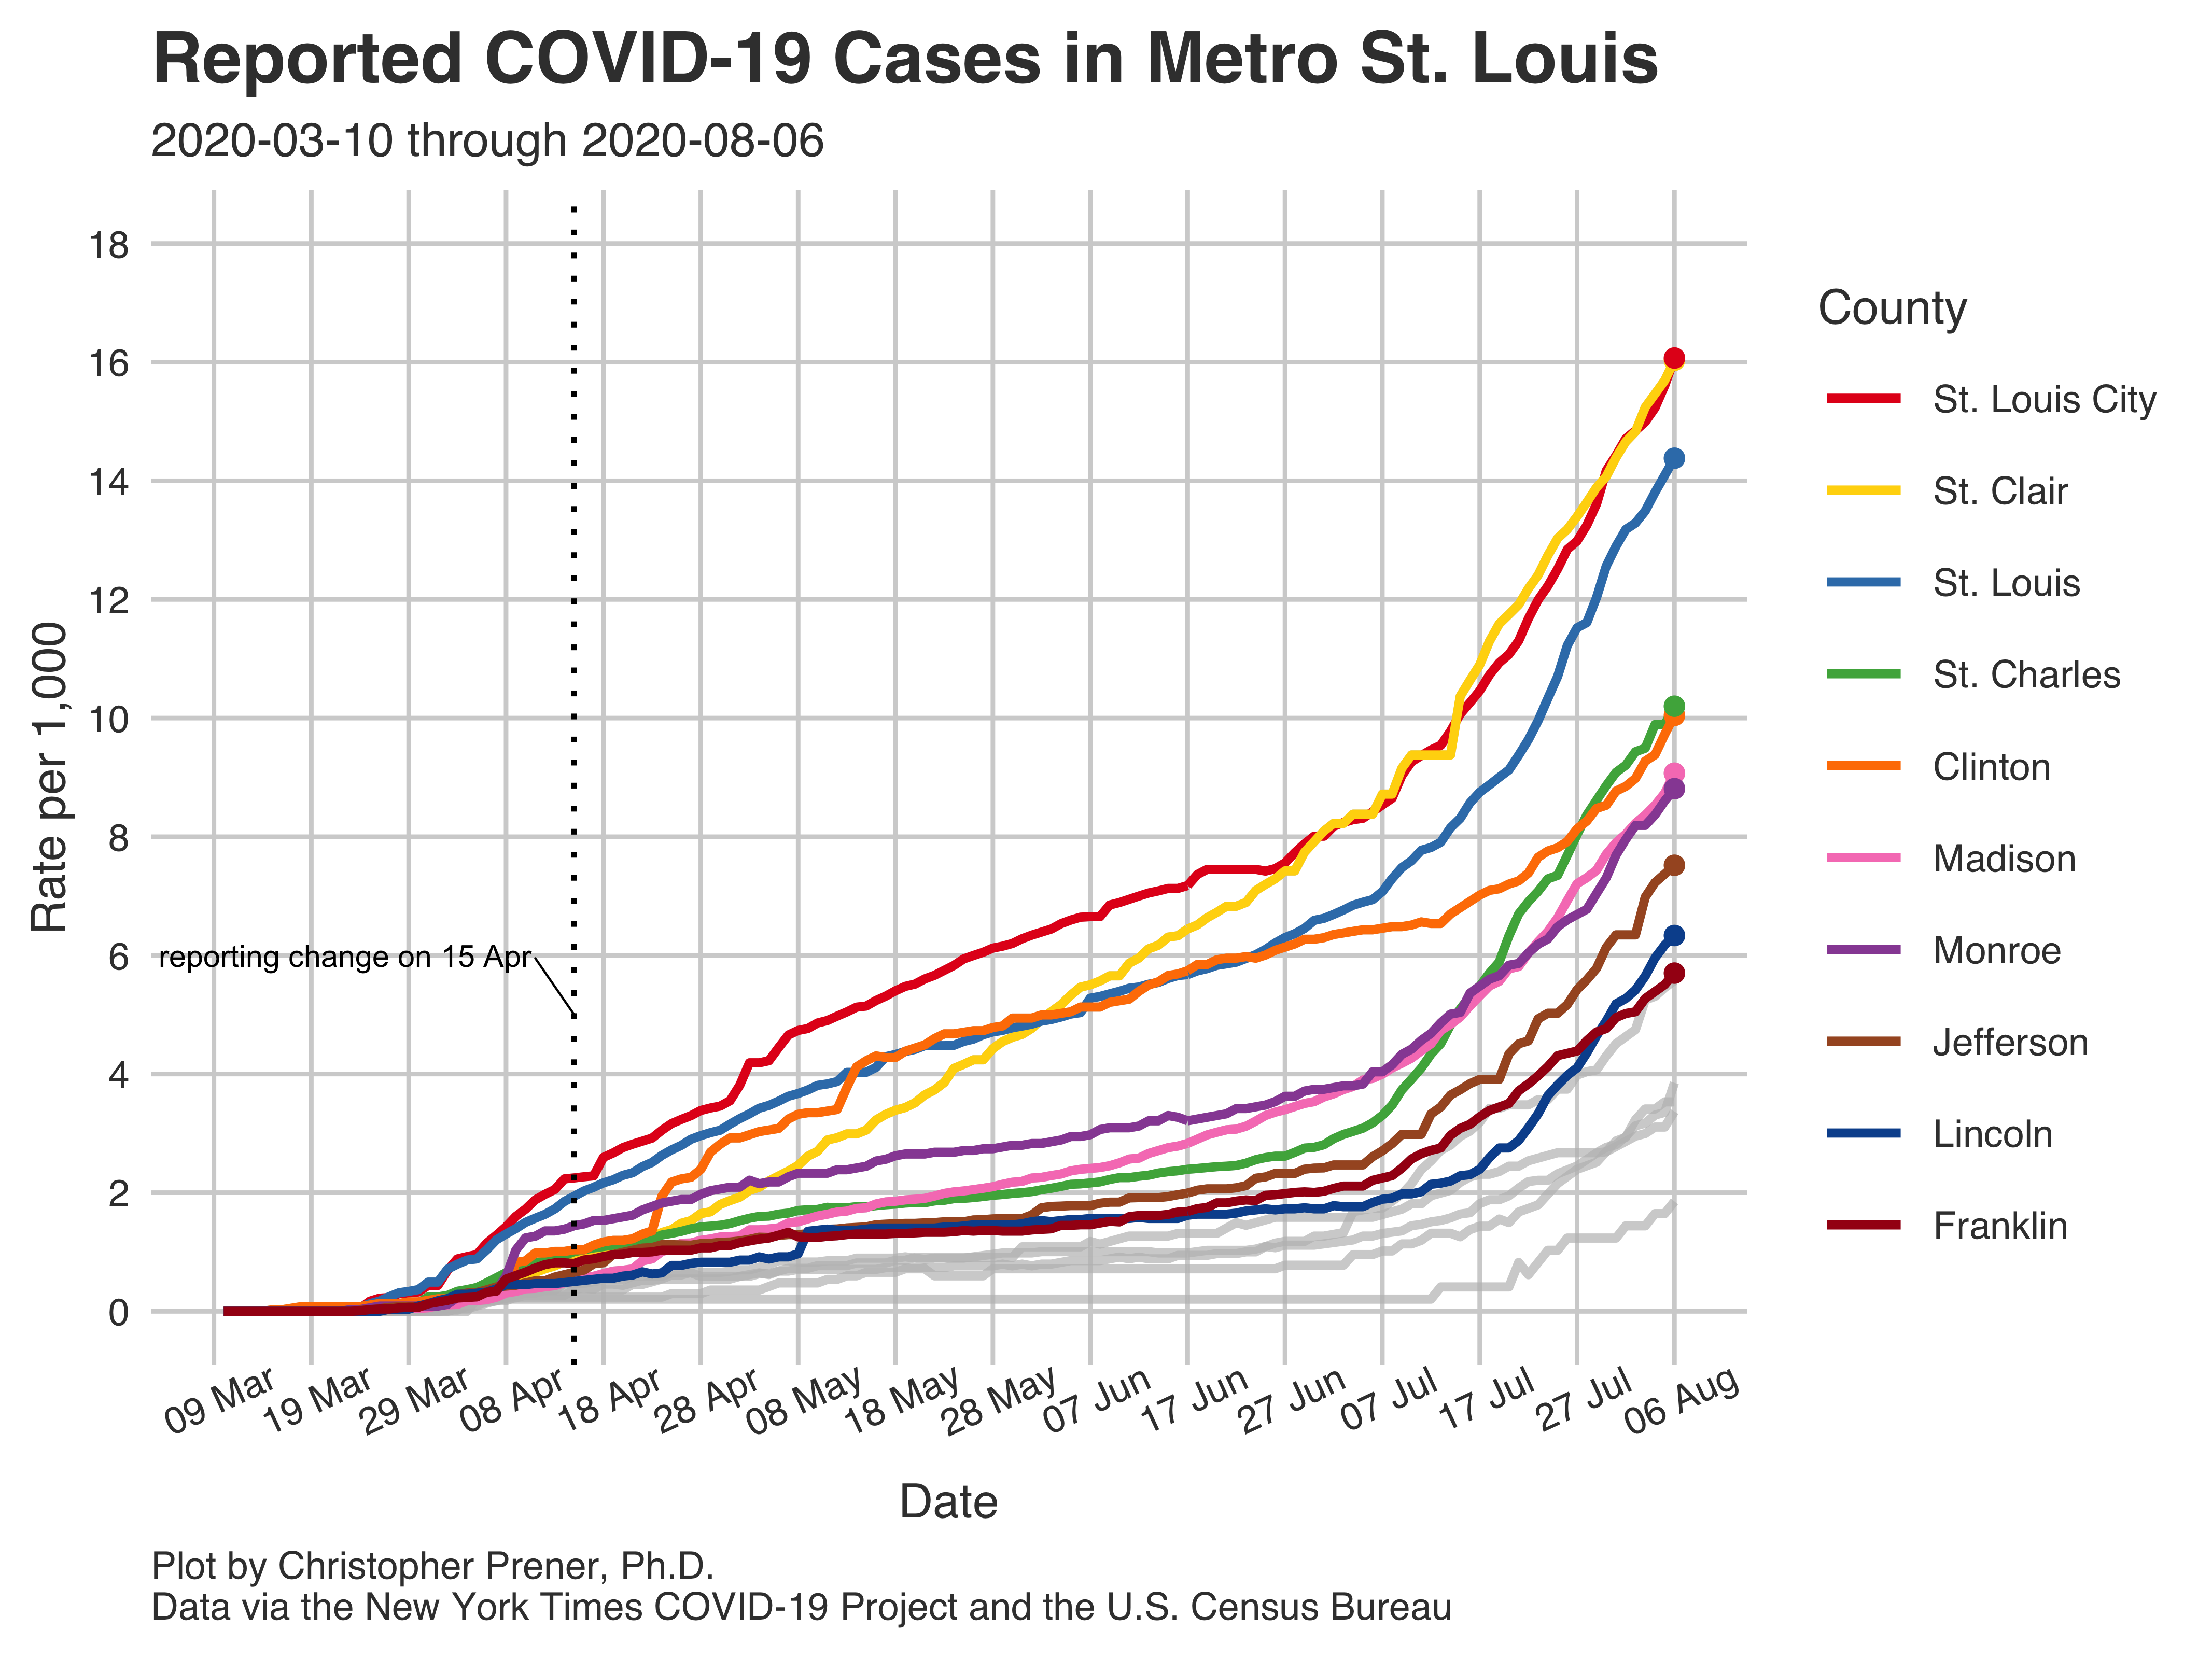 Reported COVID-19 Cases in Metro St. Louis
2020-03-10 through 2020-08-06
18
16
14
12
10
8
6
4
2
0
Rate per 1,000
reporting change on 15 Apr
09 Mar
19 Mar
29 Mar
08 Apr
18 Apr
28 Apr
08 May
18 May
28 May
07 Jun
17 Jun
27 Jun
07 Jul
17 Jul
27 Jul
06 Aug
Date
County
St. Louis City
St. Clair
St. Louis
St. Charles
Clinton
Madison
Monroe
Jefferson
Lincoln
Franklin
Plot by Christopher Prener, Ph.D.
Data via the New York Times COVID-19 Project and the U.S. Census Bureau